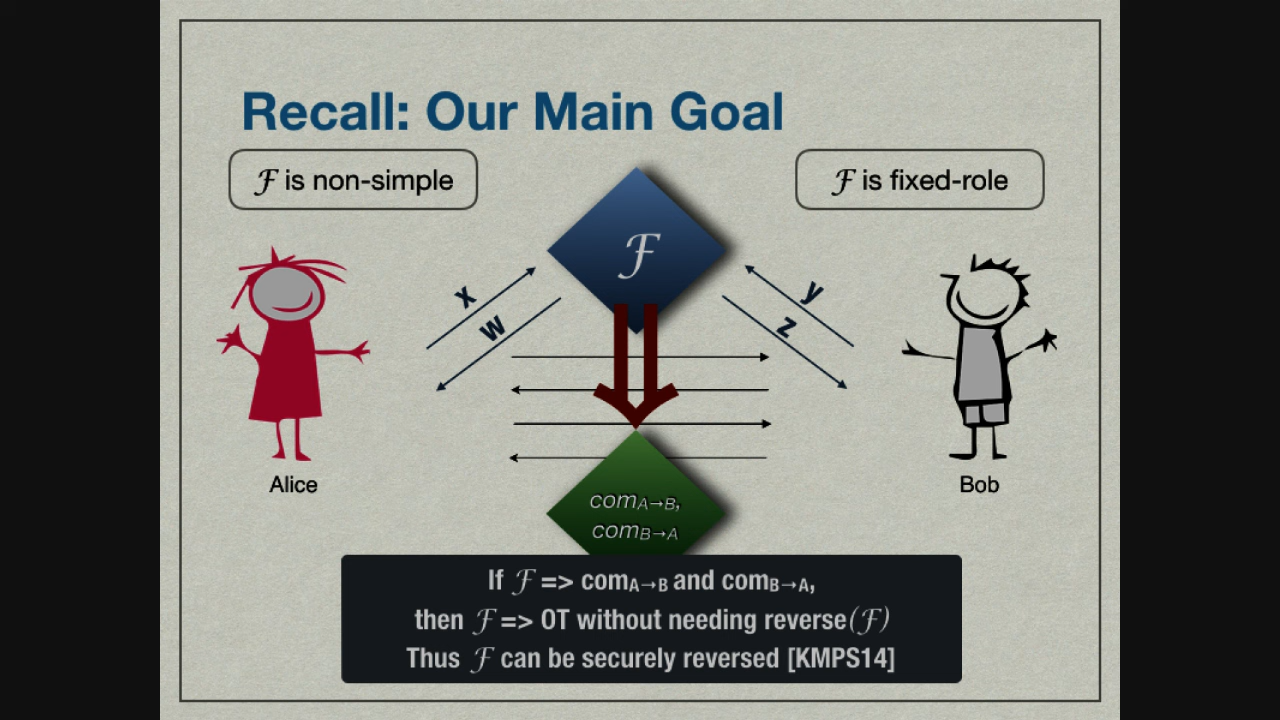 Recall: Our Main Goal
ℱ is non-simple
ℱ is fixed-role
ℱ
x
w
y
z
Alice
Bob
comA→B,
comB→A
If ℱ => comA→B and comB→A,
then ℱ => OT without needing reverse(ℱ)
Thus ℱ can be securely reversed [KMPS14]